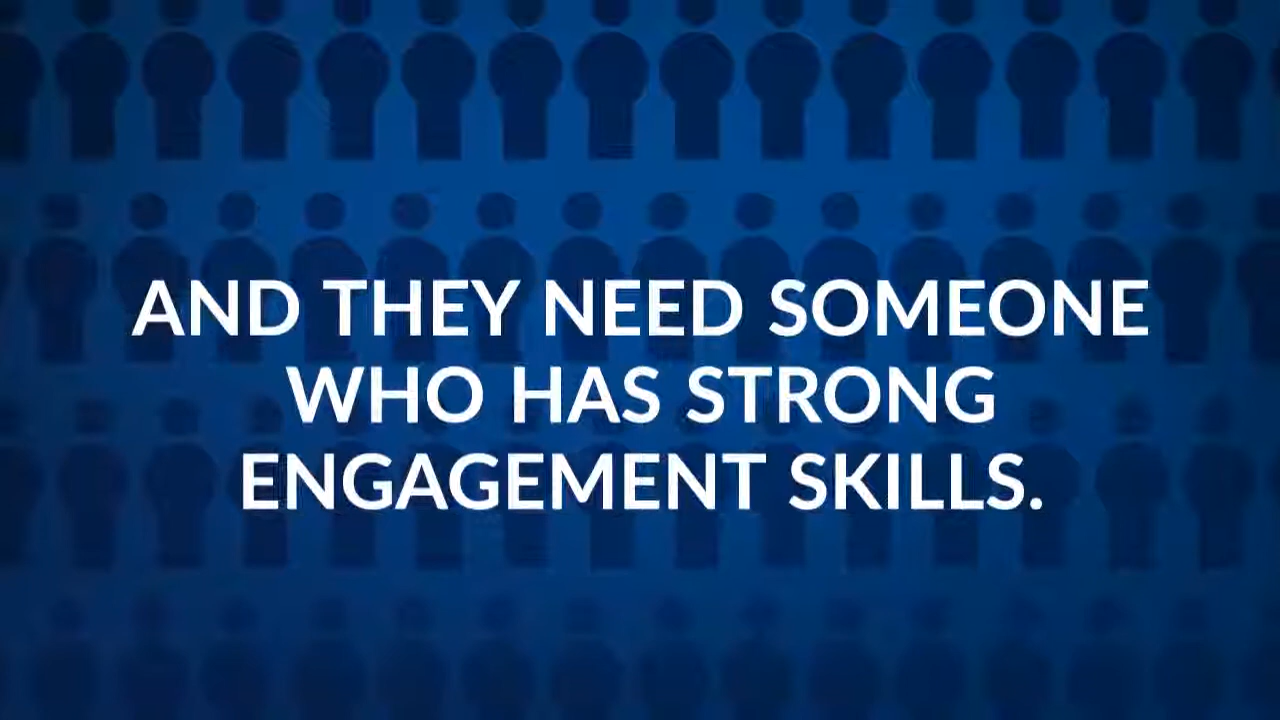 AND THEY NEED SOMEONE
WHO HAS STRONG
ENGAGEMENT SKILLS.